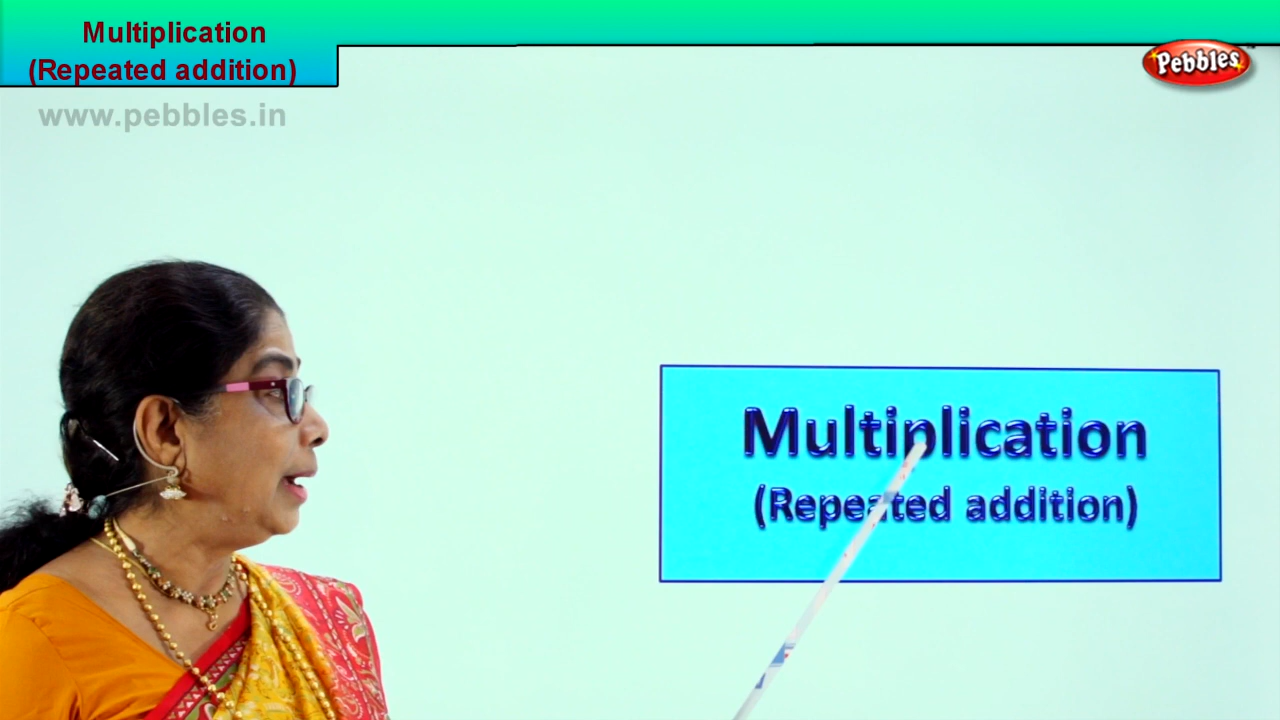 Multiplication
(Repeated addition)
Pebbles
www.pebbles.in
Multiplication
(Repeated addition)